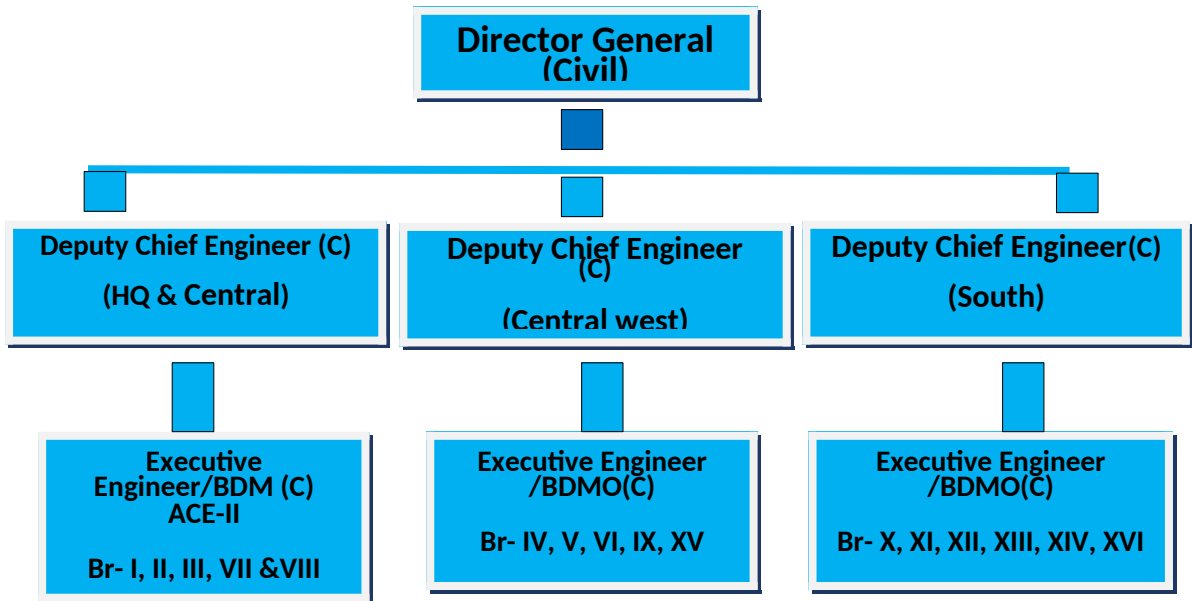 Director General
(Civil)
Deputy Chief Engineer (C)
(HQ & Central)
Deputy Chief Engineer
(C)
(Central west)
Deputy Chief Engineer(C)
(South)
Executive
Engineer/BDM (C)
ACE-II
Br- I, II, III, VII &VIII
Executive Engineer
/BDMO(C)
Br- IV, V, VI, IX, XV
Executive Engineer
/BDMO(C)
Br- X, XI, XII, XIII, XIV, XVI